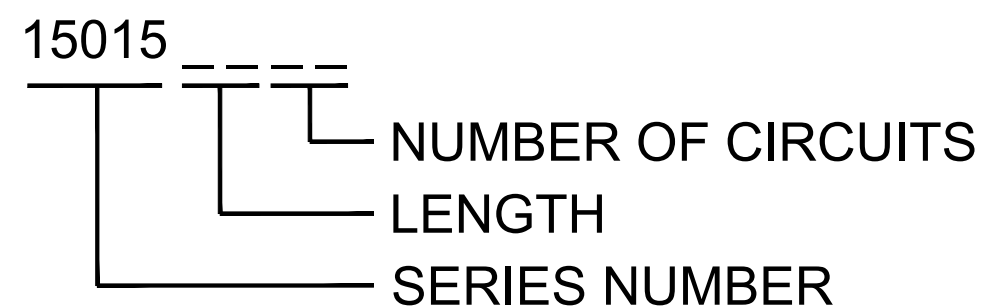 15015 _ _ _ _
NUMBER OF CIRCUITS
LENGTH
SERIES NUMBER